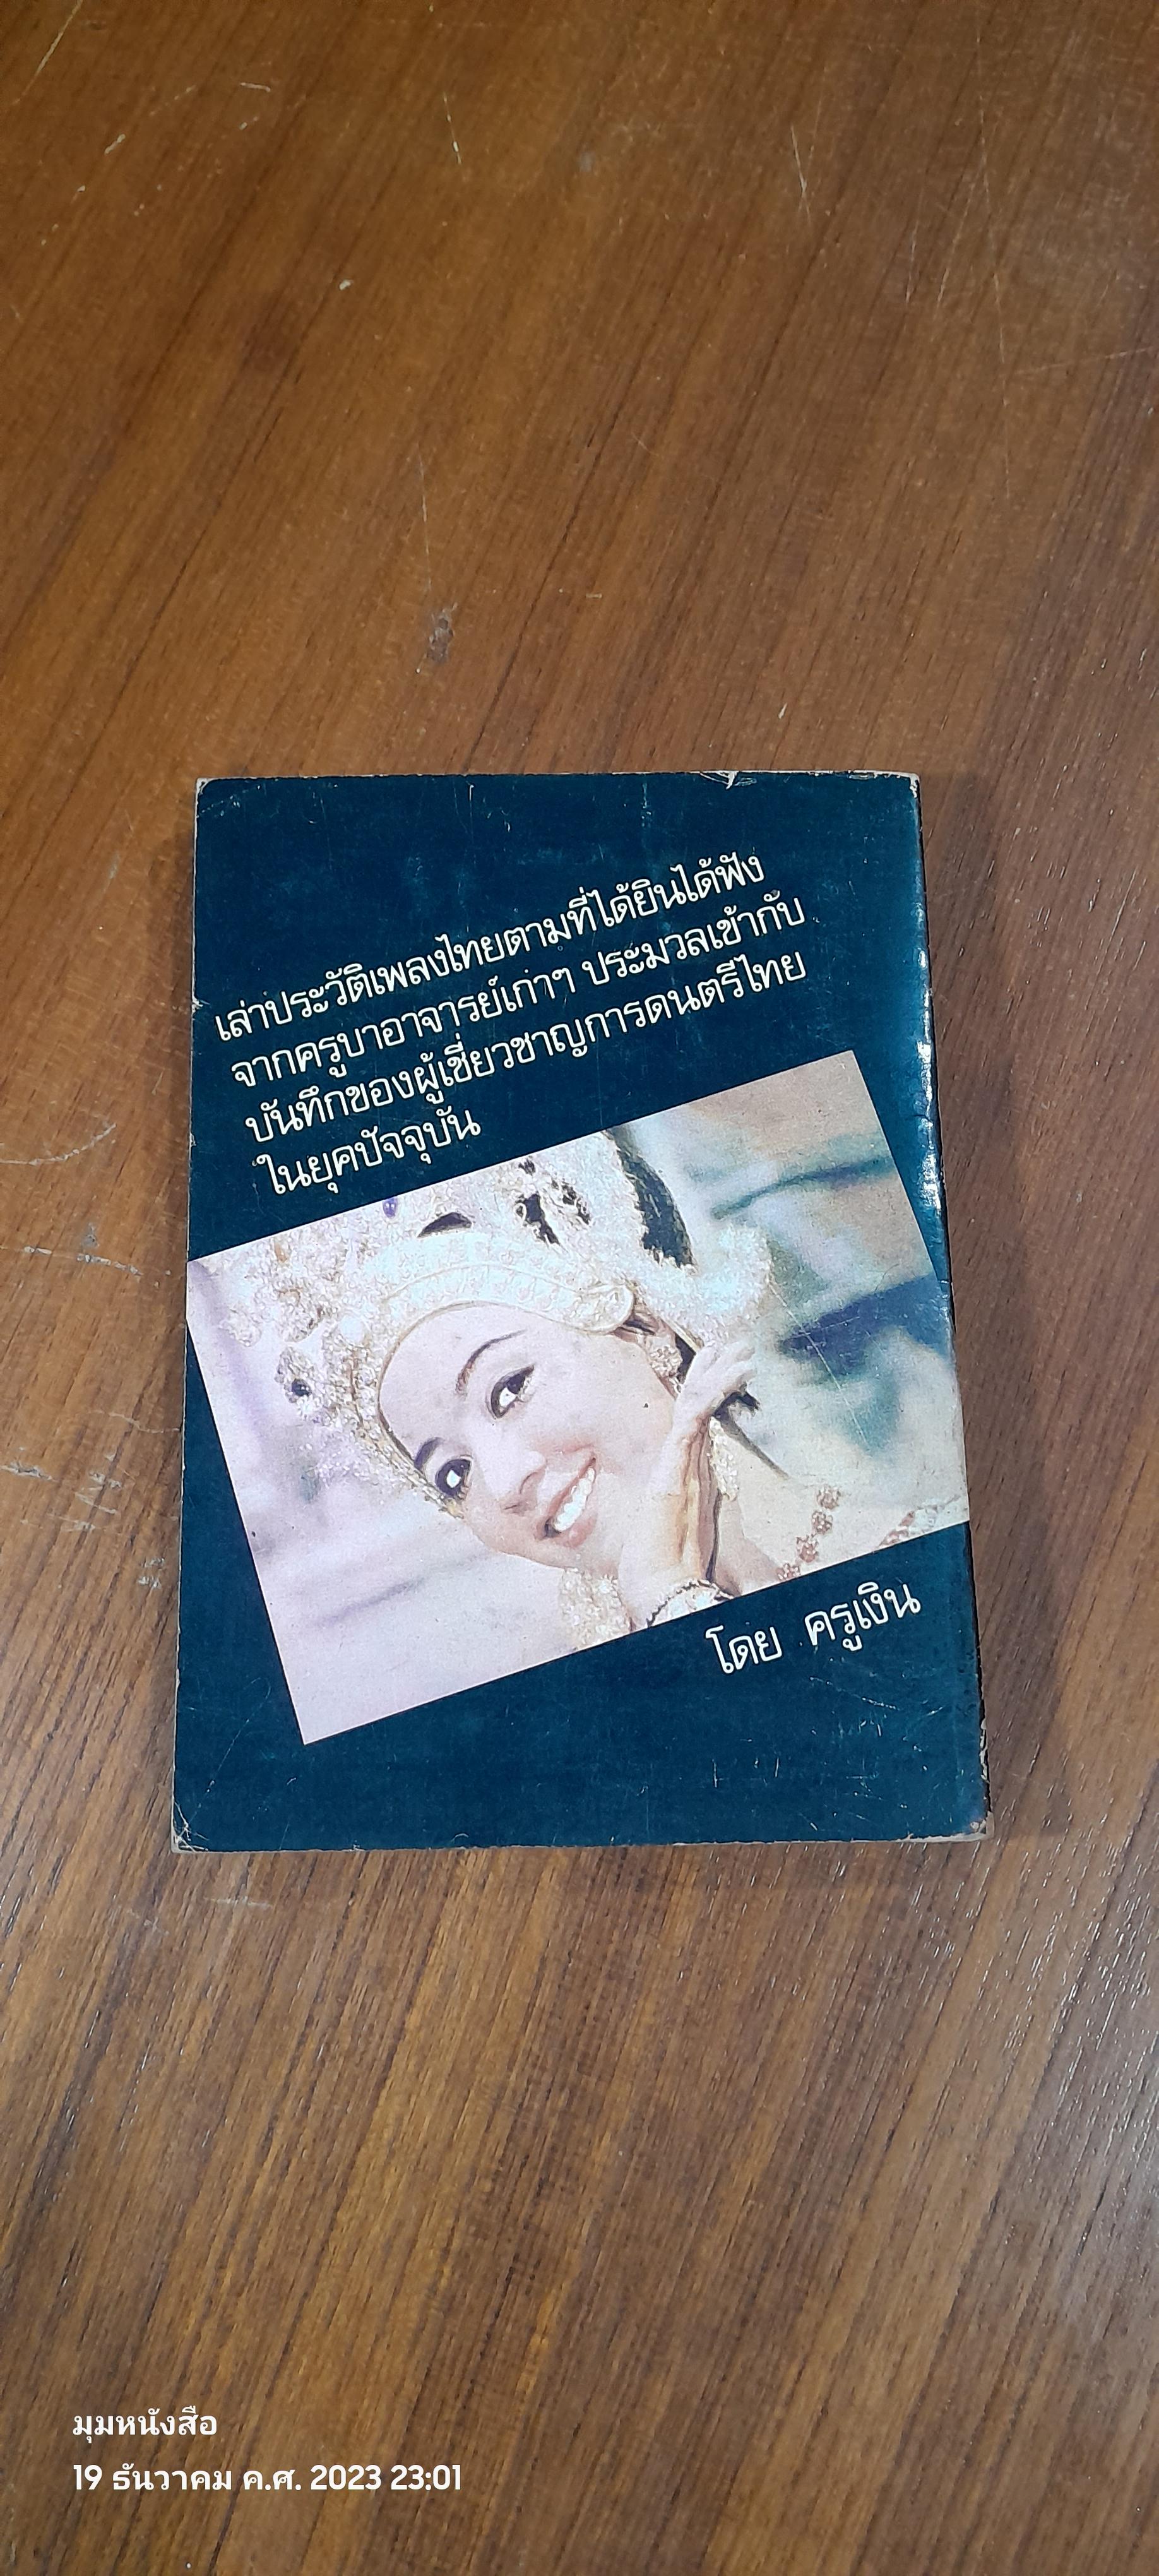 เล่าประวัติเพลงไทยตามที่ได้ยินได้ฟัง
จากครูบาอาจารย์เก่าๆ ประมวลเข้ากับ
บันทึกของผู้เชี่ยวชาญการดนตรีไทย
ในยุคปัจจุบัน
โดย ครูเงิน
มุมหนังสือ
19 ธันวาคม ค.ศ. 2023 23:01